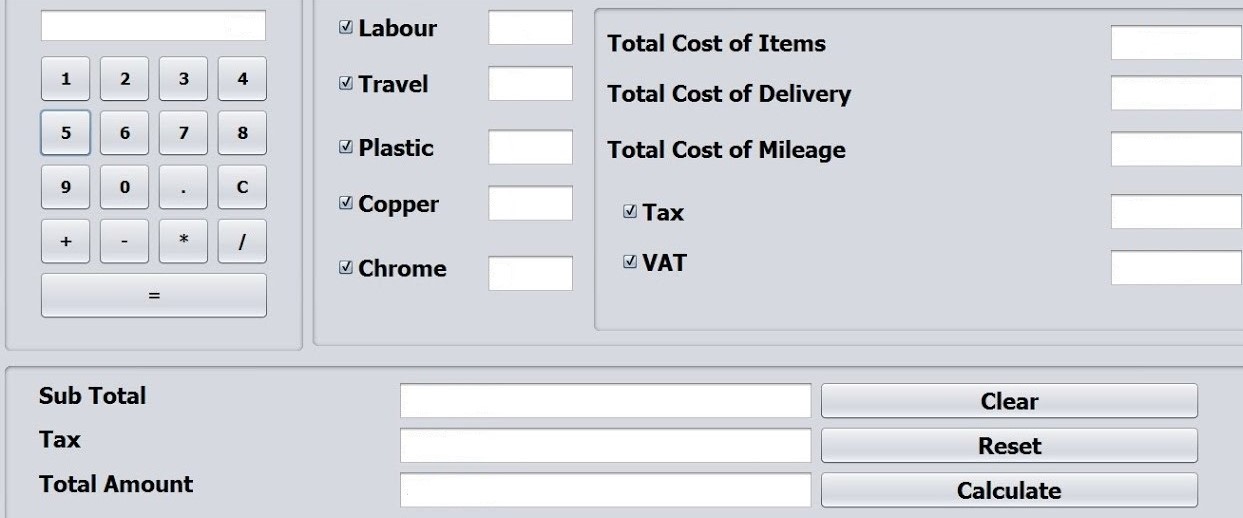 1 2 3 4
5 6 7 8
9 0 . C
+ - * /
=
Labour
Travel
Plastic
Copper
Chrome
Total Cost of Items
Total Cost of Delivery
Total Cost of Mileage
Tax
VAT
Sub Total
Tax
Total Amount
Clear
Reset
Calculate